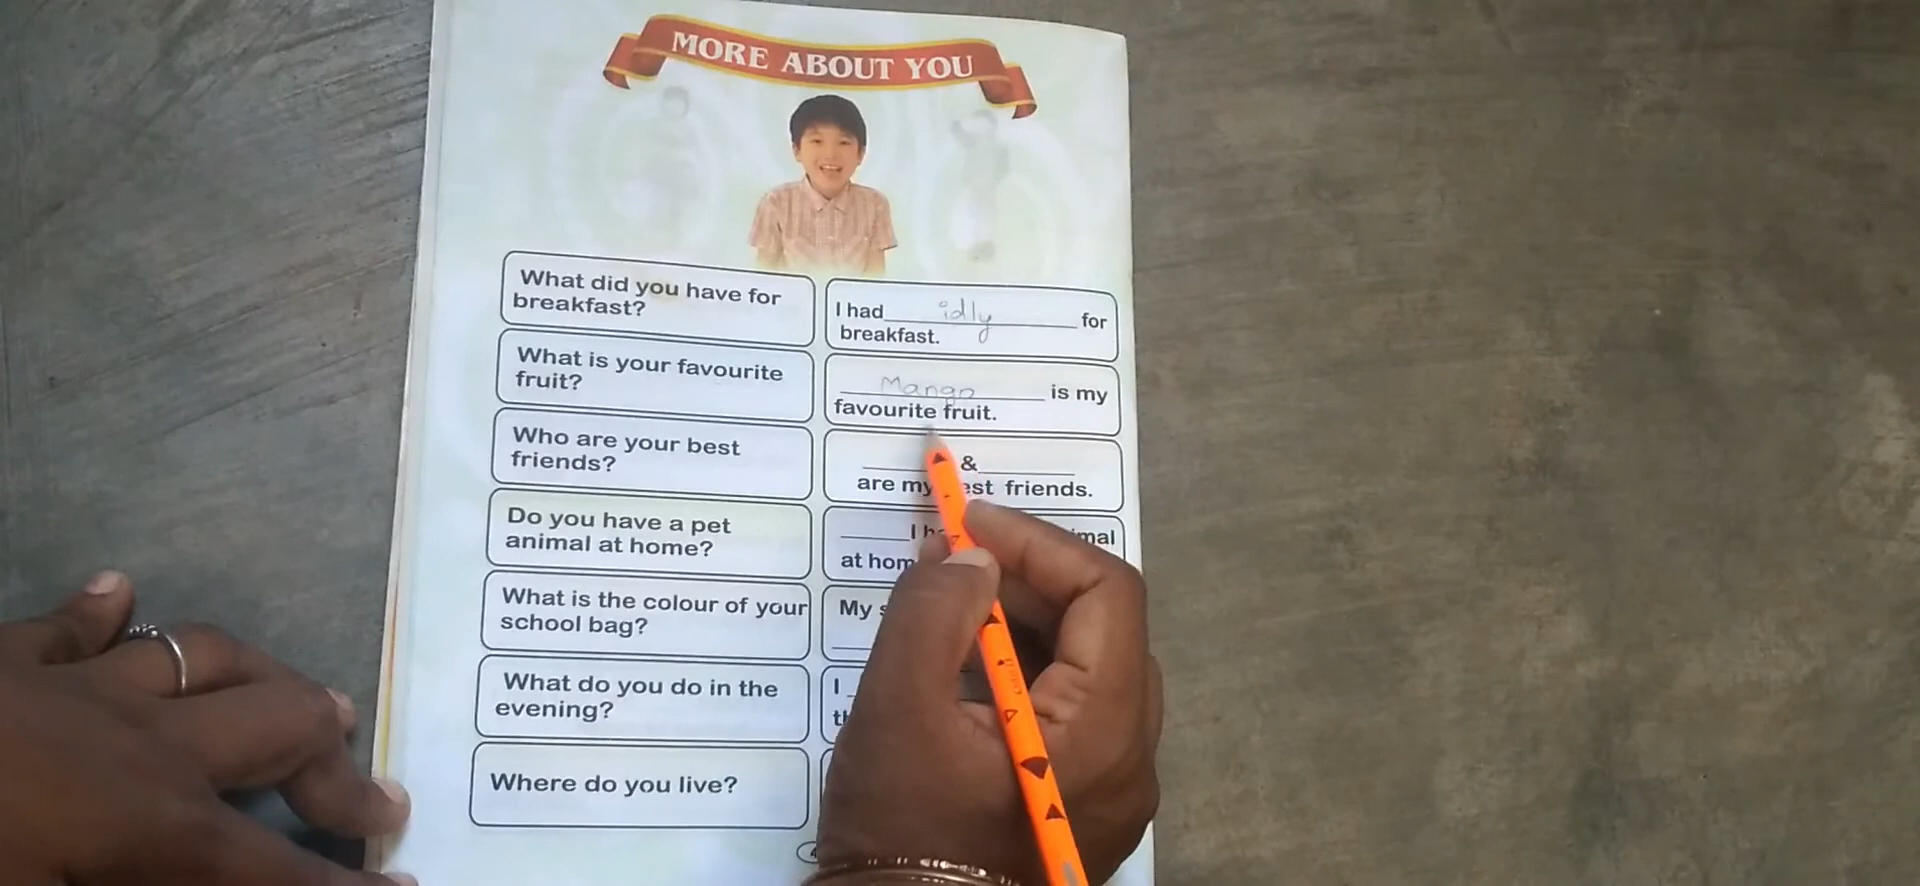 MORE ABOUT YOU
What did you have for
breakfast?
I had idly for
breakfast.
What is your favourite
fruit?
Mango is my
favourite fruit.
Who are your best
friends?
&
are my est friends.
Do you have a pet
animal at home?
I
at hom
What is the colour of your
school bag?
My
What do you do in the
evening?
I
Where do you live?